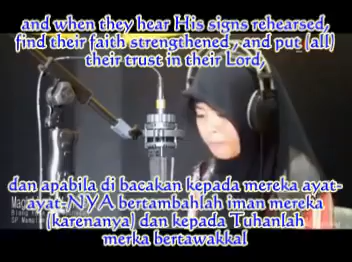 and when they hear His signs rehearsed,
find their faith strengthened , and put (all)
their trust in their Lord,
dan apabila di bacakan kepada mereka ayat-
ayat-NYA bertambahlah iman mereka
(karenanya) dan kepada Tuhanlah
merka bertawakkal